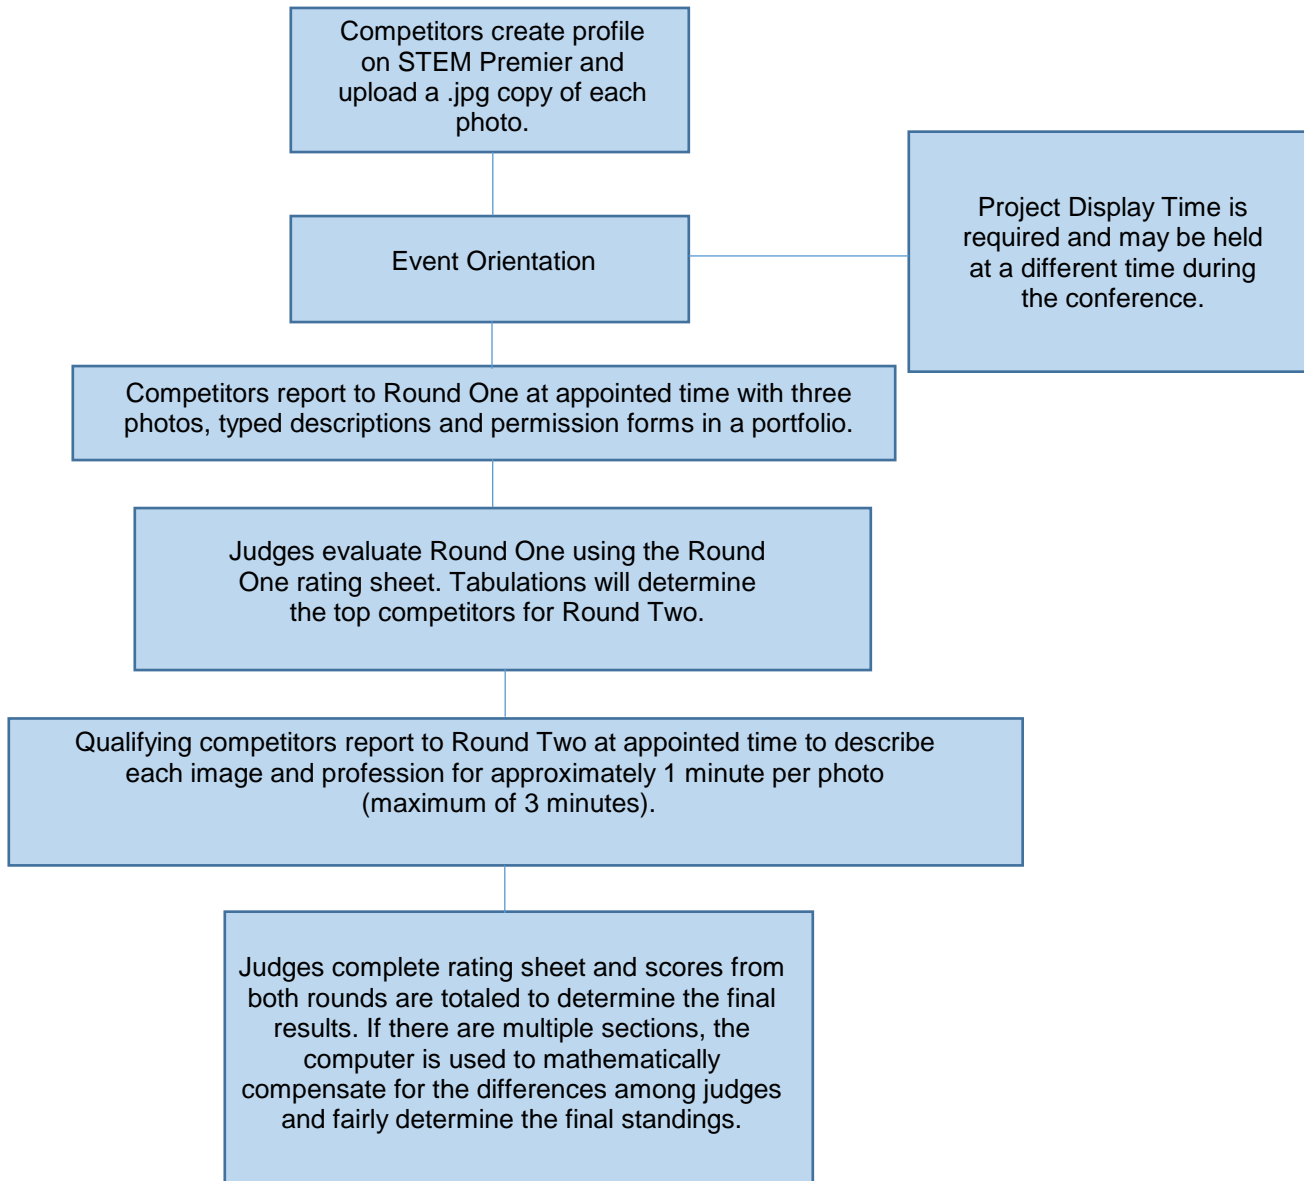 Competitors create profile
on STEM Premier and
upload a .jpg copy of each
photo.
Event Orientation
Project Display Time is
required and may be held
at a different time during
the conference.
Competitors report to Round One at appointed time with three
photos, typed descriptions and permission forms in a portfolio.
Judges evaluate Round One using the Round
One rating sheet. Tabulations will determine
the top competitors for Round Two.
Qualifying competitors report to Round Two at appointed time to describe
each image and profession for approximately 1 minute per photo
(maximum of 3 minutes).
Judges complete rating sheet and scores from
both rounds are totaled to determine the final
results. If there are multiple sections, the
computer is used to mathematically
compensate for the differences among judges
and fairly determine the final standings.